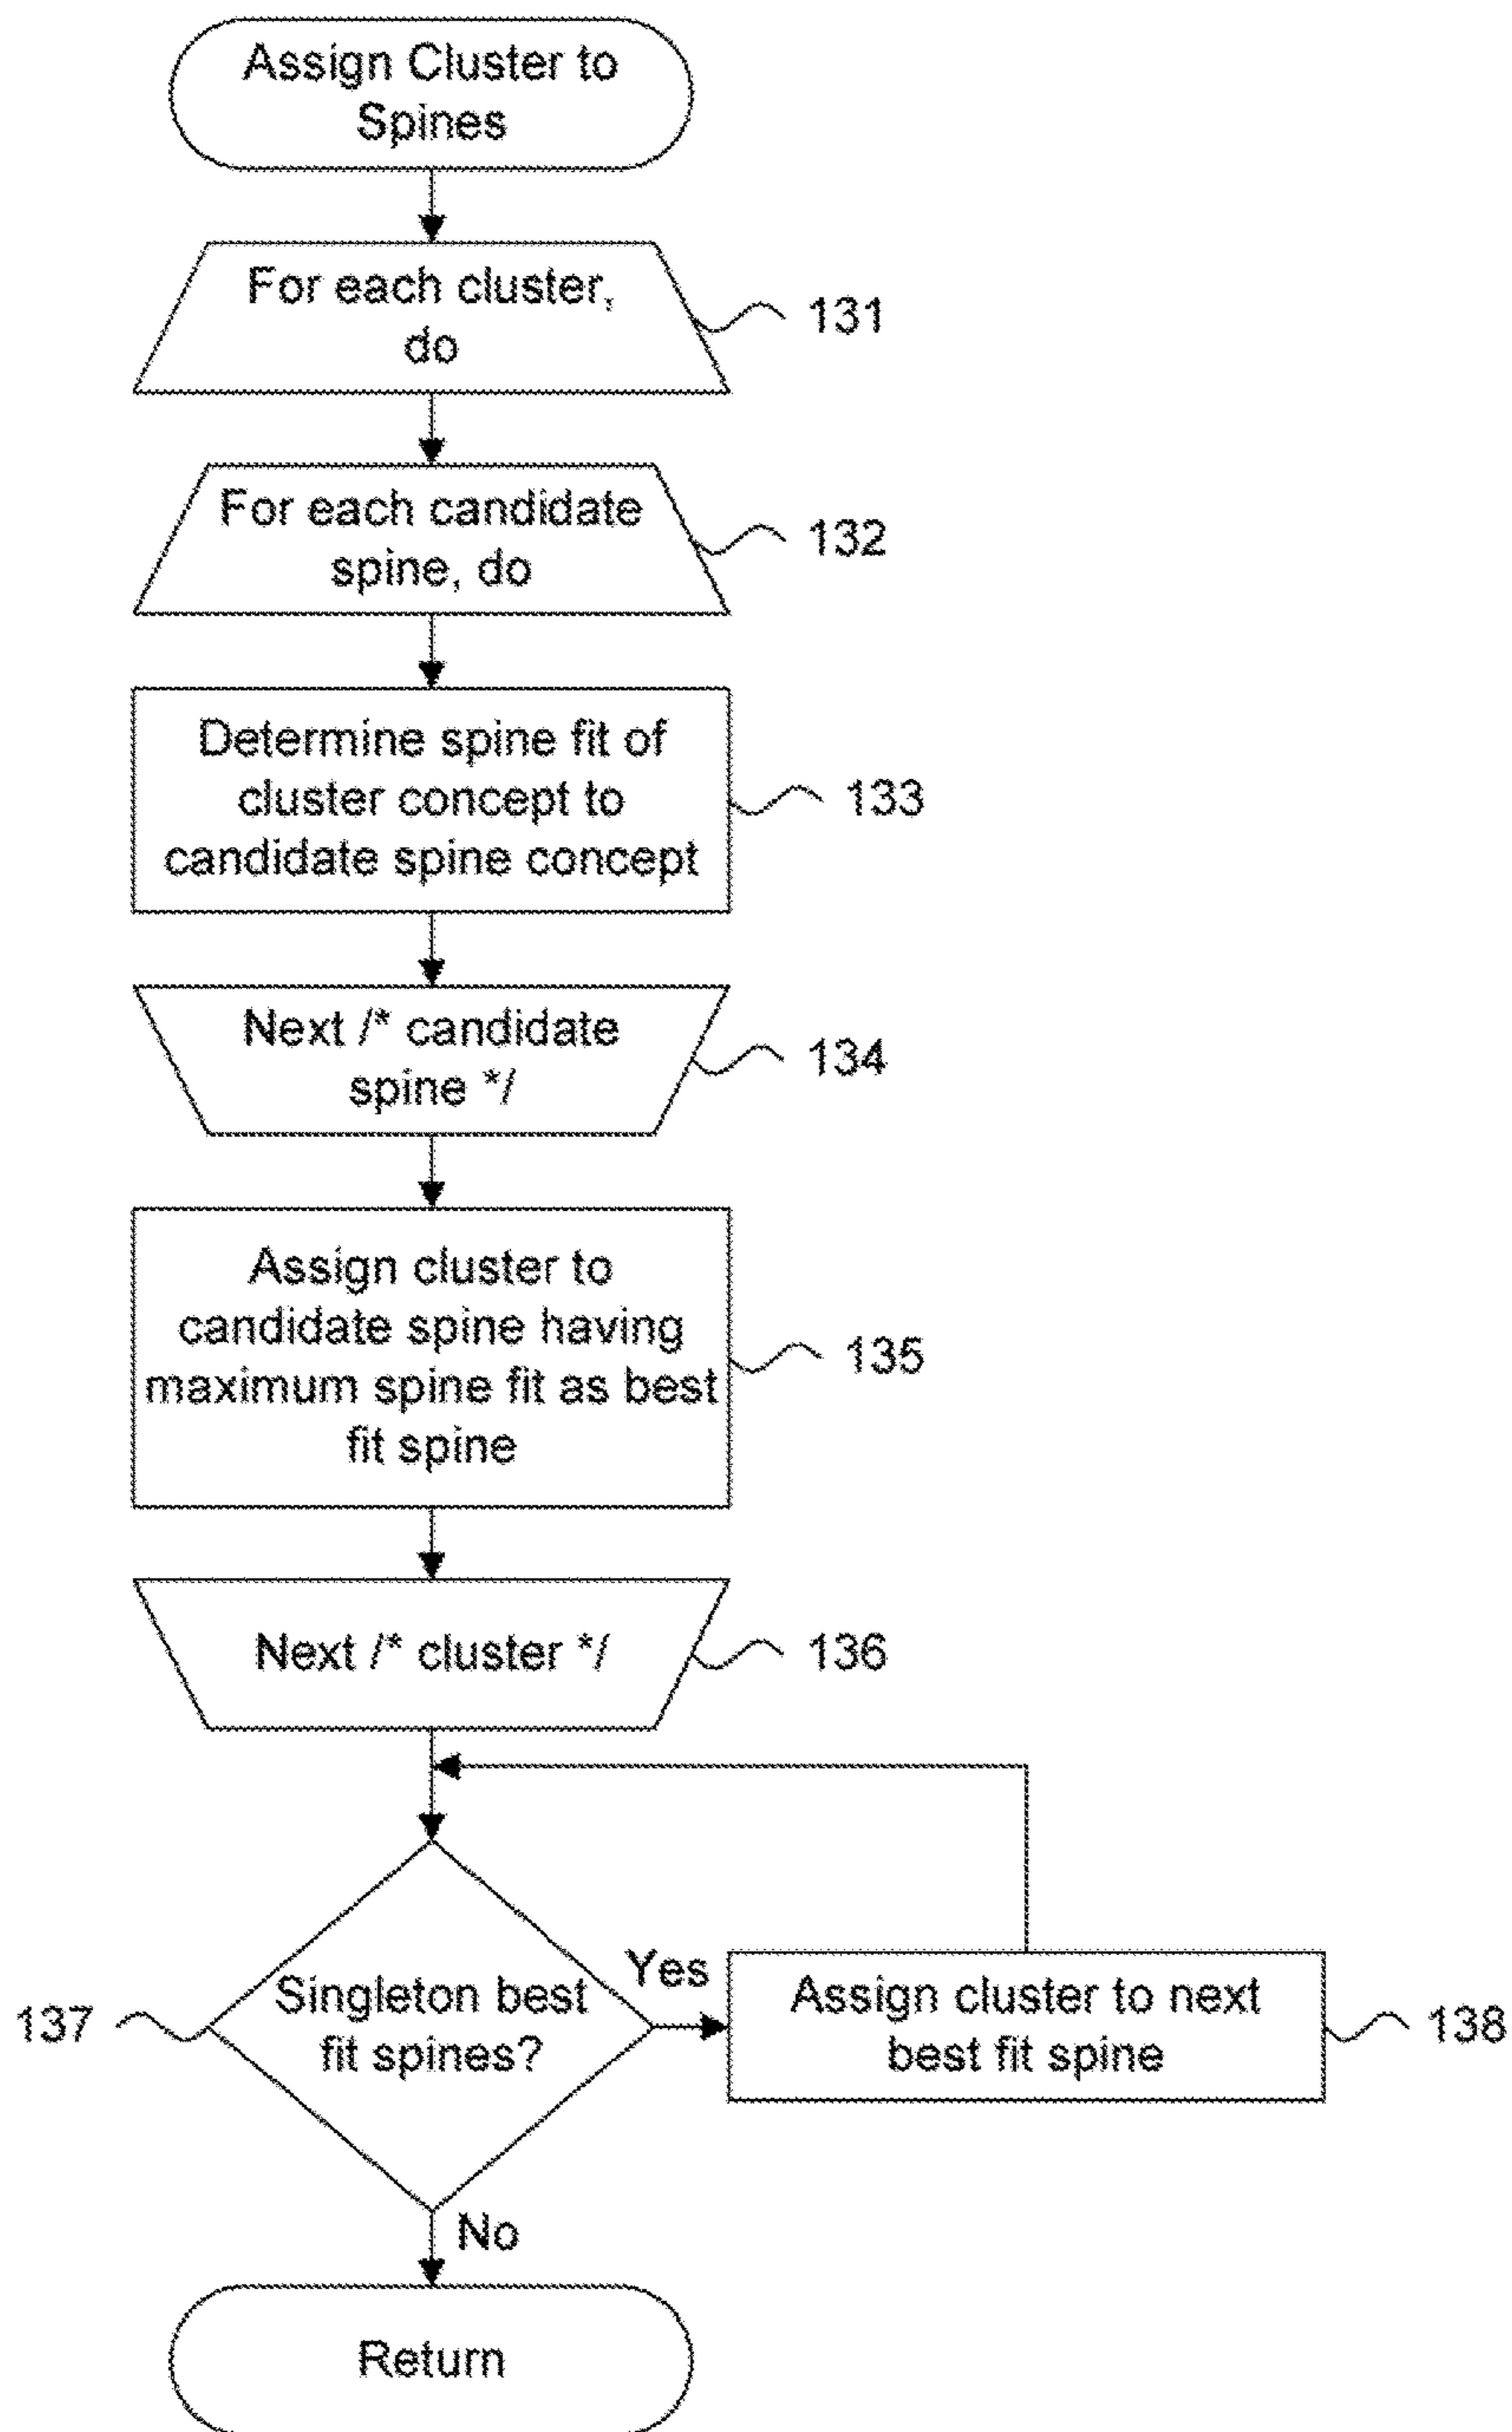 Assign Cluster to
Spines
For each cluster,
do
131
For each candidate
spine, do
132
Determine spine fit of
cluster concept to
candidate spine concept
133
Next /* candidate
spine */
134
Assign cluster to
candidate spine having
maximum spine fit as best
fit spine
135
Next /* cluster */
136
137
Singleton best
fit spines?
Yes
Assign cluster to next
best fit spine
138
No
Return